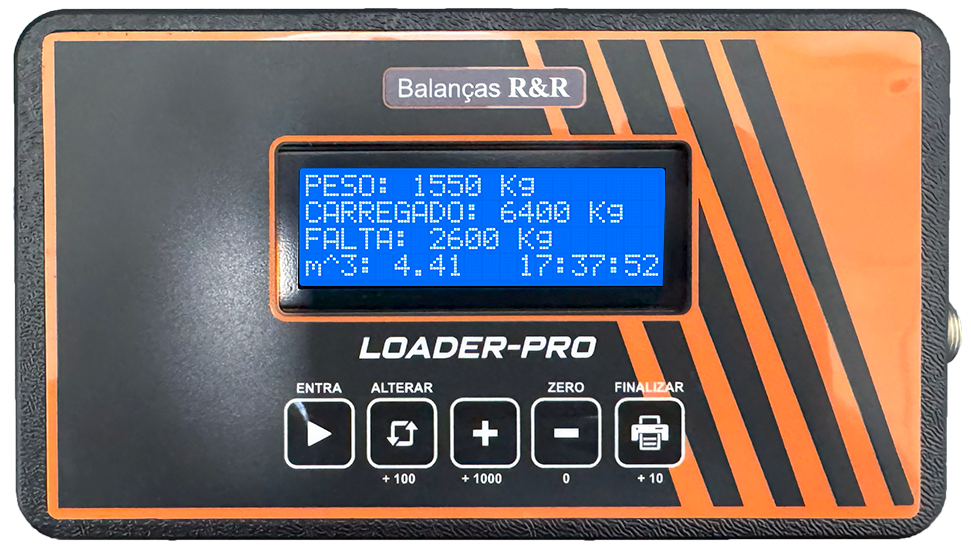 Balanças R&R
PESO: 1550 Kg
CARREGADO: 6400 Kg
FALTA: 2600 Kg
m^3: 4.41 17:37:52
LOADER-PRO
ENTRA ALTERAR ZERO FINALIZAR
+ 100 + 1000 0 + 10